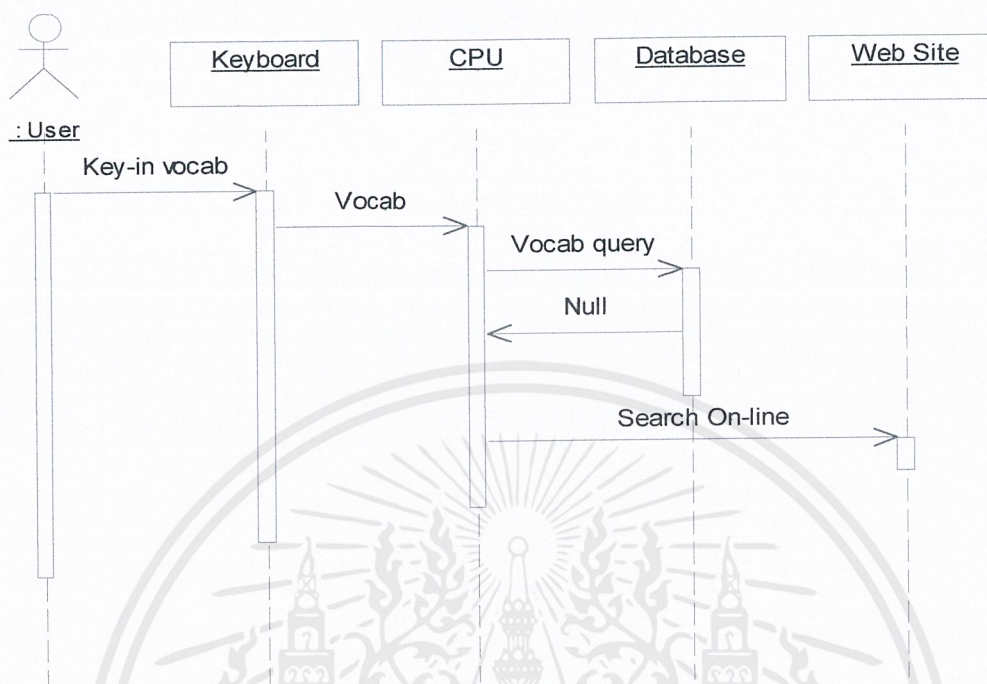 Keyboard
CPU
Database
Web Site
: User
Key-in vocab
Vocab
Vocab query
Null
Search On-line